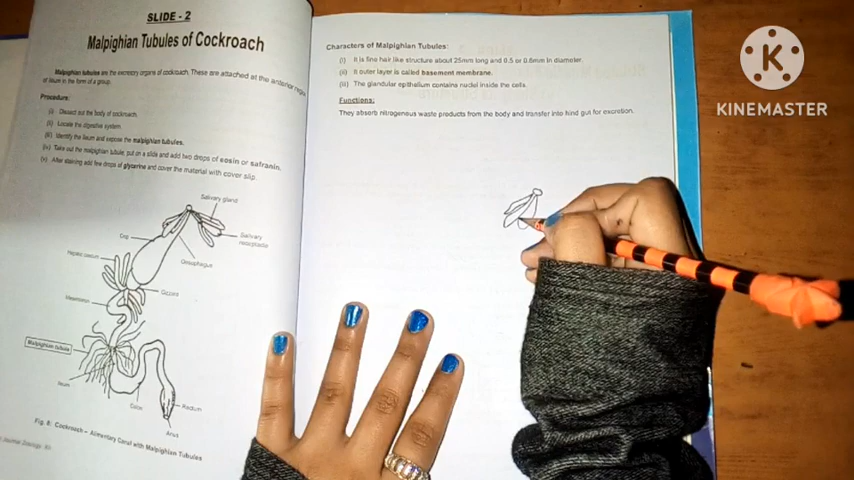 SLIDE - 2
Malpighian Tubules of Cockroach
Malpighian tubules are the excretory organs of cockroach. These are attached at the anterior region
of ileum in the form of a group.
Procedure:
(i) Dissect out the body of cockroach.
(ii) Locate the digestive system.
(iii) Identify the ileum and expose the malpighian tubules.
(iv) Take out the malpighian tubule, put on a slide and add two drops of eosin or safranin.
(v) After staining add few drops of glycerine and cover the material with cover slip.
Salivary gland
Salivary
receptacle
Crop
Oesophagus
Hepatic caecum
Gizzard
Mesenteron
Malpighian tubule
Ileum
Colon
Rectum
Anus
Fig. 8: Cockroach – Alimentary Canal with Malpighian Tubules
Journal Zoology XII
Characters of Malpighian Tubules:
(i) It is fine hair like structure about 25mm long and 0.5 or 0.6mm in diameter.
(ii) It outer layer is called basement membrane.
(iii) The glandular epithelium contains nuclei inside the cells.
Functions:
They absorb nitrogenous waste products from the body and transfer into hind gut for excretion.
K
KINEMASTER